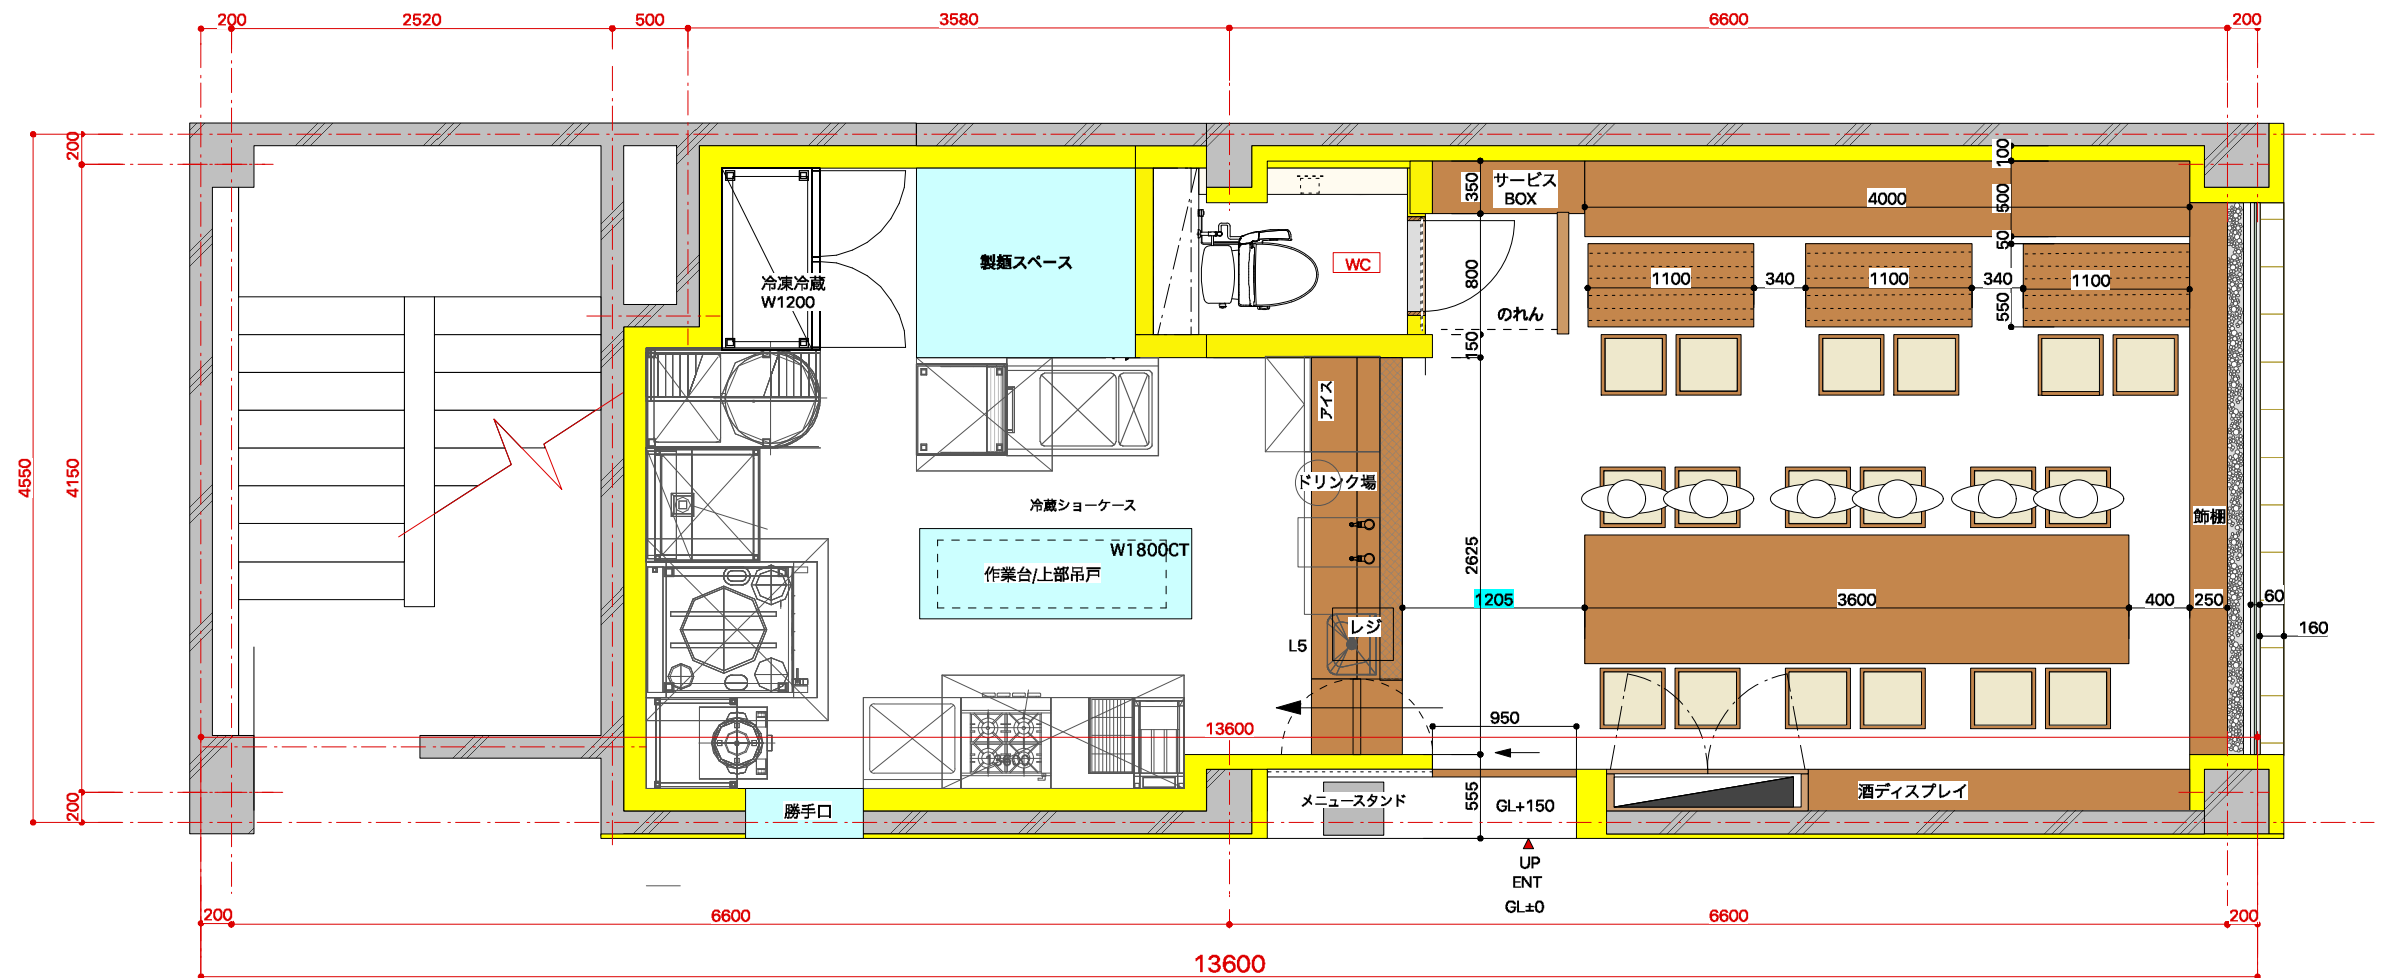 200
2520
500
3580
6600
200
200
4550
4150
200
100
350
サービス
BOX
4000
500
50
製麺スペース
WC
冷凍冷蔵
W1200
800
のれん
1100
340
1100
340
1100
550
150
アイス
ドリンク場
冷蔵ショーケース
W1800CT
作業台/上部吊戸
2625
飾棚
1205
3600
400
250
60
160
レジ
L5
950
13600
13600
勝手口
メニュースタンド
555
GL+150
酒ディスプレイ
UP
ENT
GL±0
200
6600
6600
200
13600